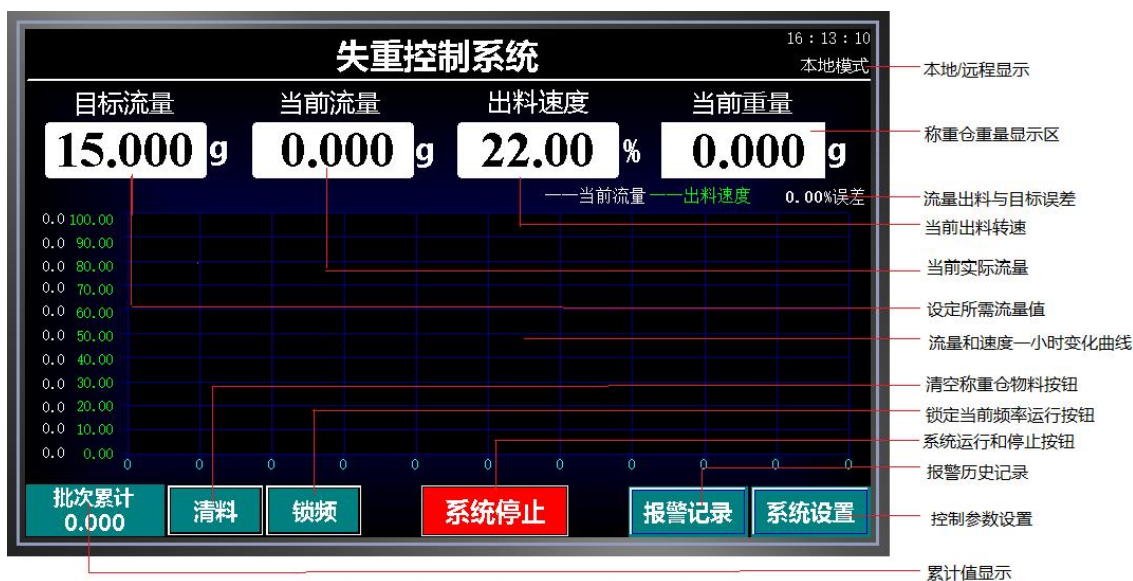 失重控制系统
16:13:10
本地模式
本地/远程显示
目标流量 当前流量 出料速度 当前重量
15.000 g 0.000 g 22.00 % 0.000 g
称重仓重量显示区
——当前流量 ——出料速度 0.00%误差
流量出料与目标误差
当前出料转速
当前实际流量
设定所需流量值
流量和速度一小时变化曲线
清空称重仓物料按钮
锁定当前频率运行按钮
系统运行和停止按钮
报警历史记录
控制参数设置
累计值显示
0.0 100.00
0.0 90.00
0.0 80.00
0.0 70.00
0.0 60.00
0.0 50.00
0.0 40.00
0.0 30.00
0.0 20.00
0.0 10.00
0.0 0.00
0 0 0 0 0 0 0 0 0 0 0
批次累计
0.000
清料 锁频 系统停止 报警记录 系统设置